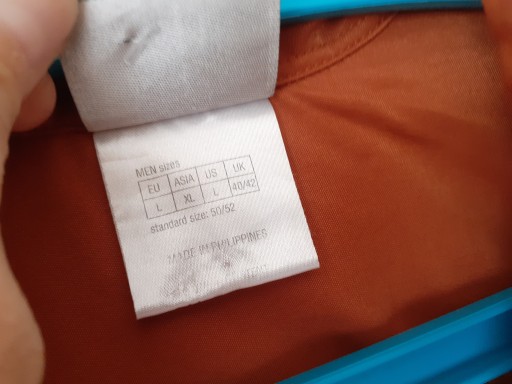 MEN sizes
EU ASIA US UK
L XL L 40/42
standard size: 50/52
MADE IN PHILIPPINES